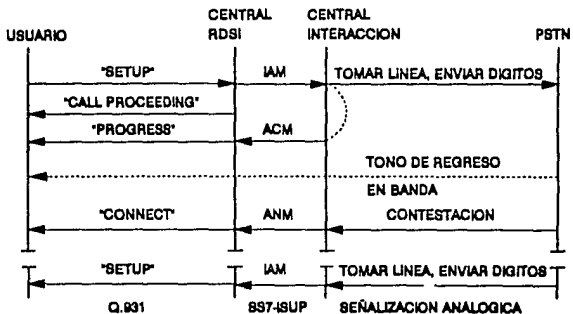 USUARIO
CENTRAL
RDSI
CENTRAL
INTERACCION
PSTN
"SETUP"
IAM
TOMAR LINEA, ENVIAR DIGITOS
"CALL PROCEEDING"
"PROGRESS"
ACM
TONO DE REGRESO
EN BANDA
"CONNECT"
ANM
CONTESTACION
"SETUP"
IAM
TOMAR LINEA, ENVIAR DIGITOS
Q.931
SS7-ISUP
SEÑALIZACION ANALOGICA